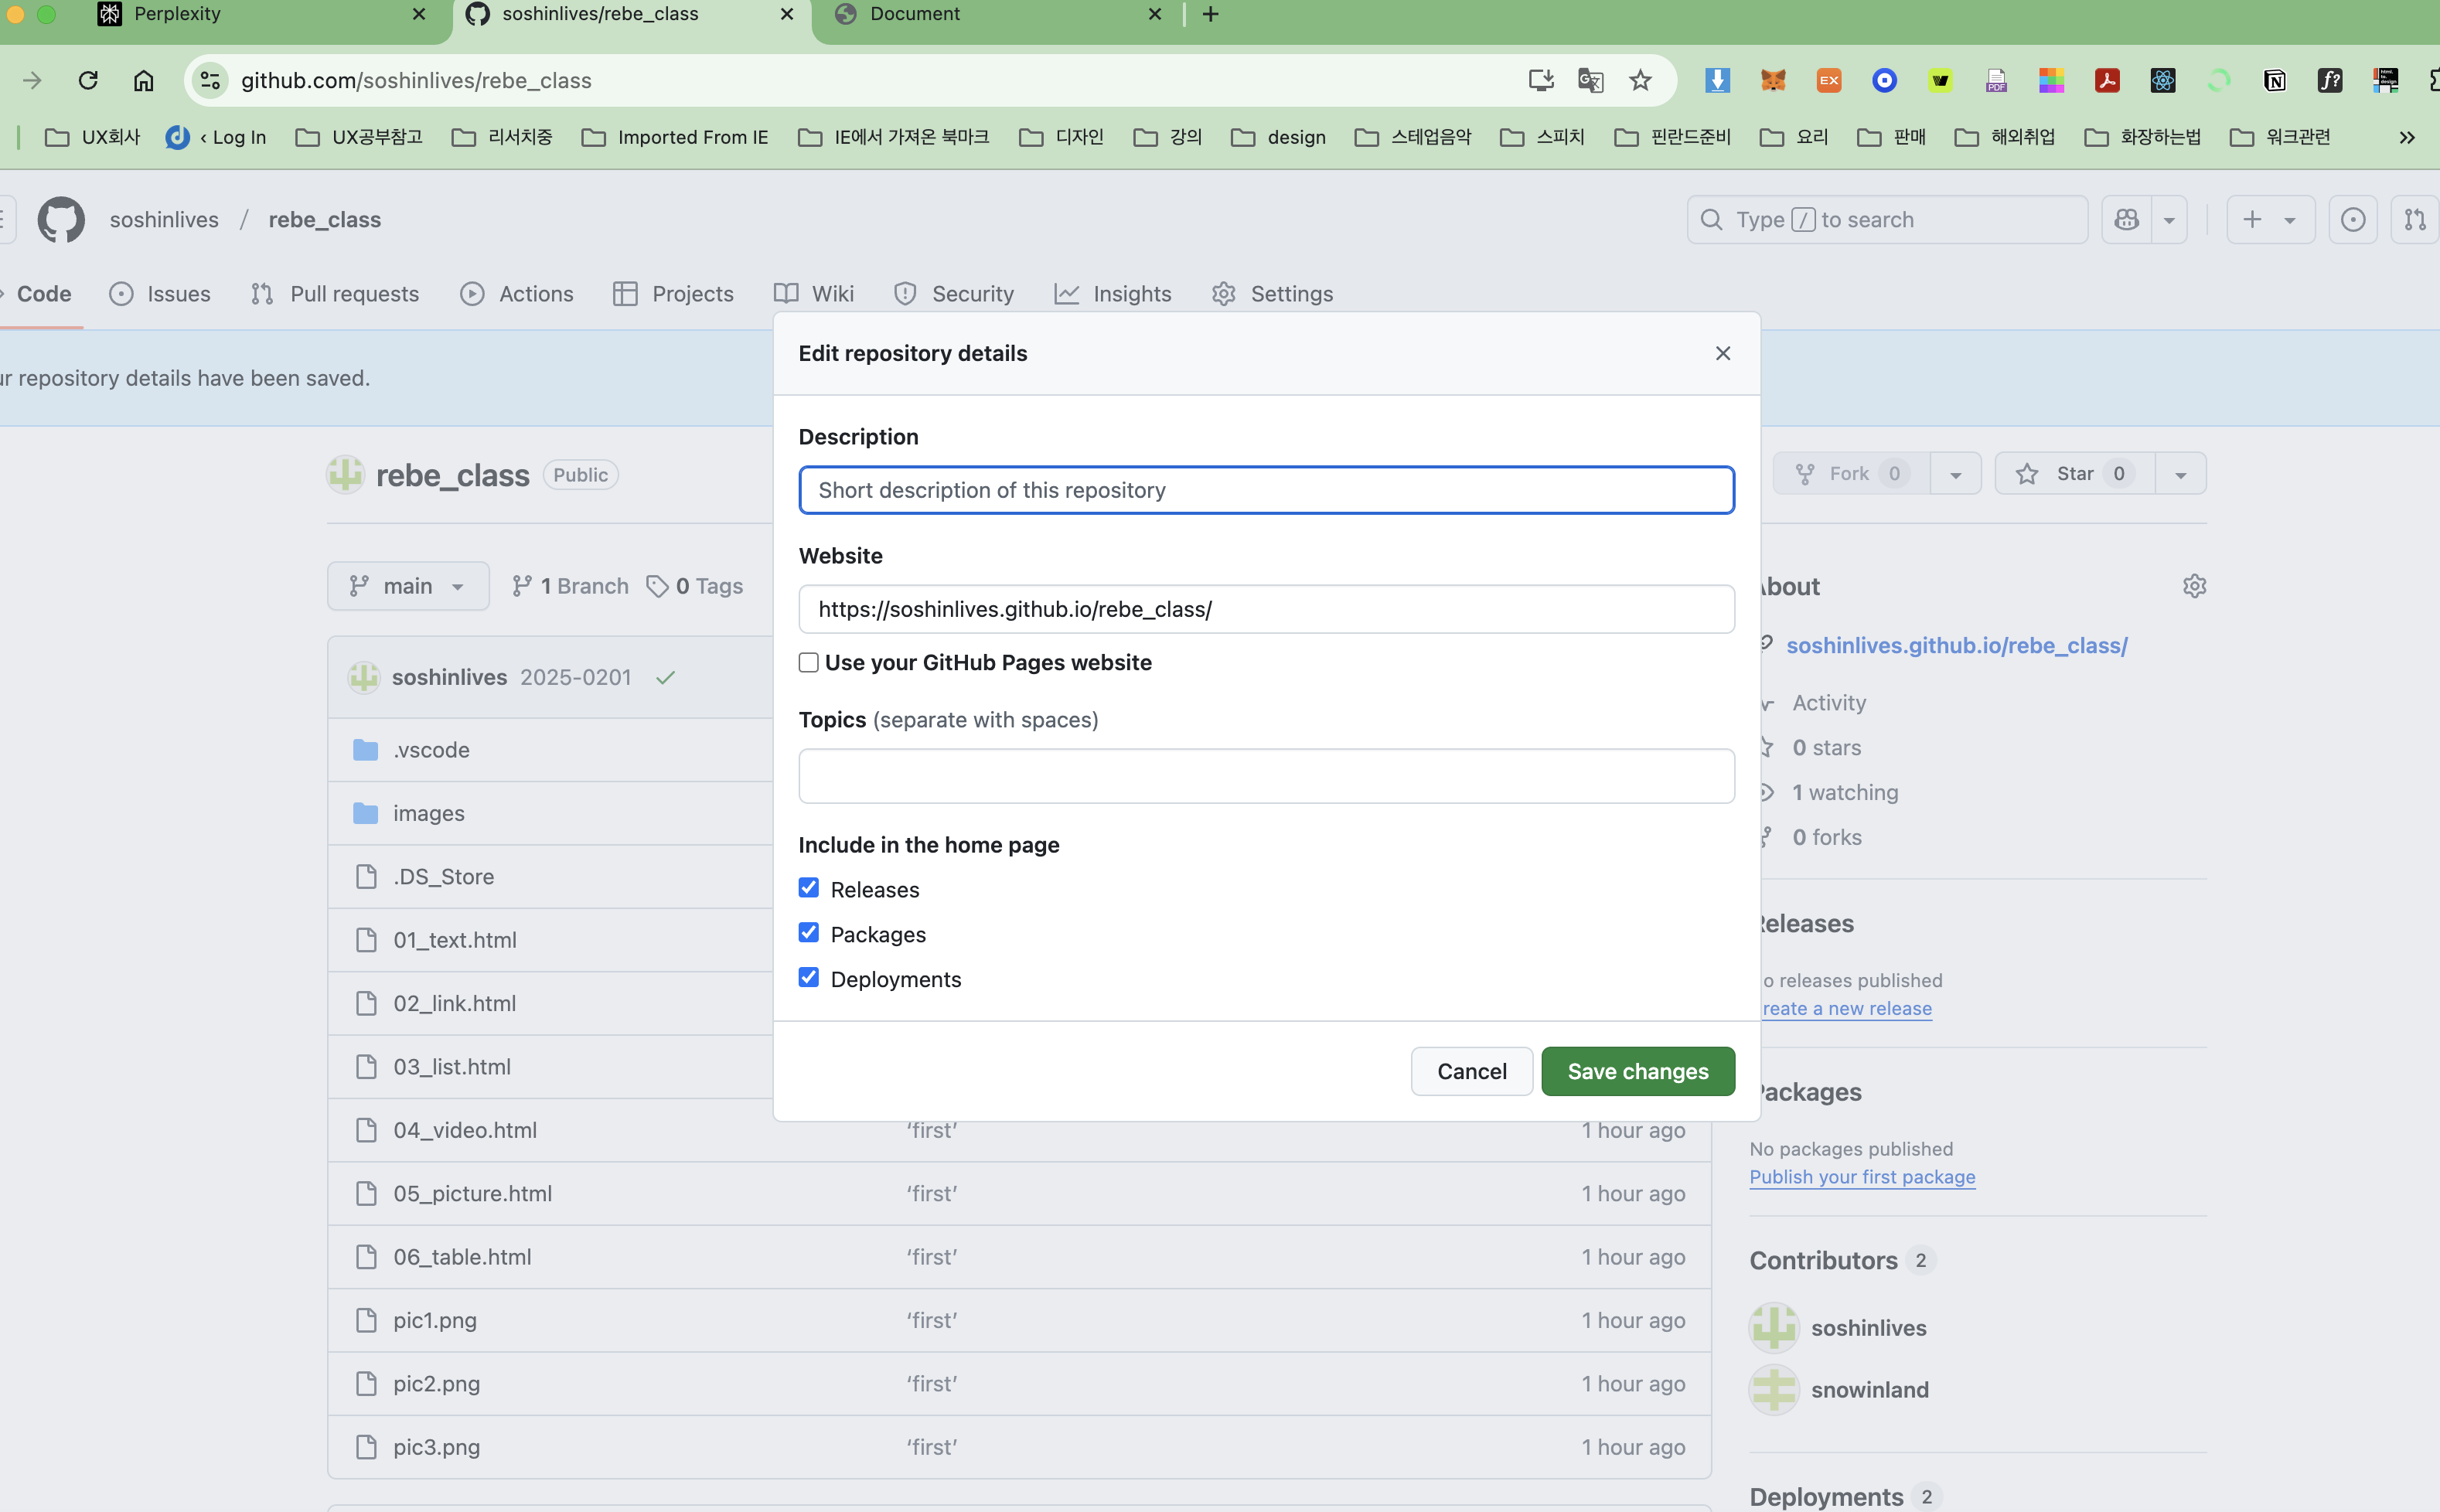 Perplexity
soshinlives/rebe_class
Document
github.com/soshinlives/rebe_class
UX회사
‹ Log In
UX공부참고
리서치중
Imported From IE
IE에서 가져온 북마크
디자인
강의
design
스테업음악
스피치
핀란드준비
요리
판매
해외취업
화장하는법
워크관련
soshinlives / rebe_class
Type / to search
Code
Issues
Pull requests
Actions
Projects
Wiki
Security
Insights
Settings
ur repository details have been saved.
Edit repository details
Description
Short description of this repository
Website
https://soshinlives.github.io/rebe_class/
Use your GitHub Pages website
Topics (separate with spaces)
Include in the home page
Releases
Packages
Deployments
Cancel
Save changes
rebe_class Public
Fork 0
Star 0
main
1 Branch
0 Tags
soshinlives 2025-0201
.vscode
images
.DS_Store
01_text.html
02_link.html
03_list.html
04_video.html ‘first’ 1 hour ago
05_picture.html ‘first’ 1 hour ago
06_table.html ‘first’ 1 hour ago
pic1.png ‘first’ 1 hour ago
pic2.png ‘first’ 1 hour ago
pic3.png ‘first’ 1 hour ago
bout
soshinlives.github.io/rebe_class/
Activity
0 stars
1 watching
0 forks
eleases
o releases published
reate a new release
ackages
No packages published
Publish your first package
Contributors 2
soshinlives
snowinland
Deployments 2